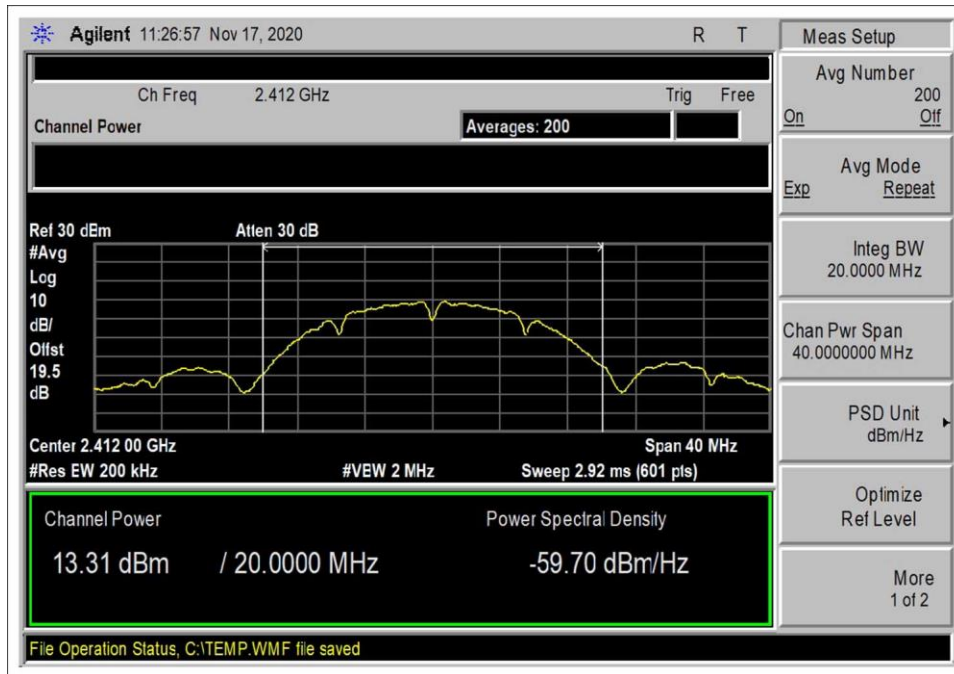 Agilent 11:26:57 Nov 17, 2020 R T
Ch Freq 2.412 GHz Trig Free
Channel Power Averages: 200
Ref 30 dBm Atten 30 dB
#Avg
Log
10
dB/
Offst
19.5
dB
Center 2.412 00 GHz Span 40 MHz
#Res EW 200 kHz #VBW 2 MHz Sweep 2.92 ms (601 pts)
Channel Power Power Spectral Density
13.31 dBm / 20.0000 MHz -59.70 dBm/Hz
File Operation Status, C:\TEMP.WMF file saved
Meas Setup
Avg Number
200
On Off
Avg Mode
Exp Repeat
Integ BW
20.0000 MHz
Chan Pwr Span
40.0000000 MHz
PSD Unit
dBm/Hz
Optimize
Ref Level
More
1 of 2